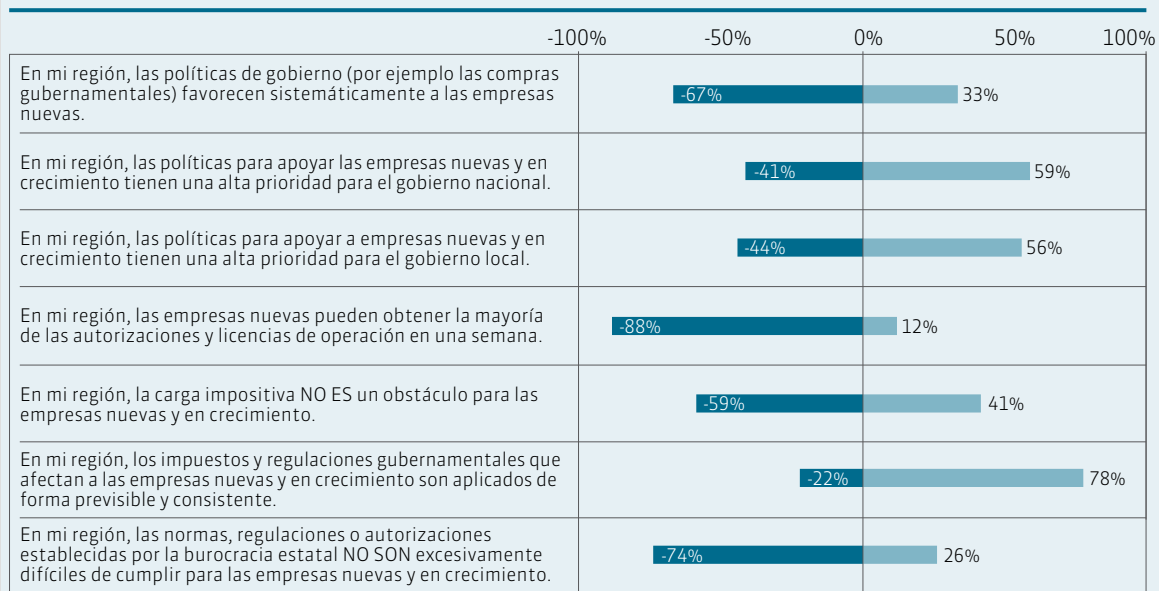 -100% -50% 0% 50% 100%
En mi región, las políticas de gobierno (por ejemplo las compras
gubernamentales) favorecen sistemáticamente a las empresas
nuevas.
-67% 33%
En mi región, las políticas para apoyar las empresas nuevas y en
crecimiento tienen una alta prioridad para el gobierno nacional.
-41% 59%
En mi región, las políticas para apoyar a empresas nuevas y en
crecimiento tienen una alta prioridad para el gobierno local.
-44% 56%
En mi región, las empresas nuevas pueden obtener la mayoría
de las autorizaciones y licencias de operación en una semana.
-88% 12%
En mi región, la carga impositiva NO ES un obstáculo para las
empresas nuevas y en crecimiento.
-59% 41%
En mi región, los impuestos y regulaciones gubernamentales que
afectan a las empresas nuevas y en crecimiento son aplicados de
forma previsible y consistente.
-22% 78%
En mi región, las normas, regulaciones o autorizaciones
establecidas por la burocracia estatal NO SON excesivamente
difíciles de cumplir para las empresas nuevas y en crecimiento.
-74% 26%